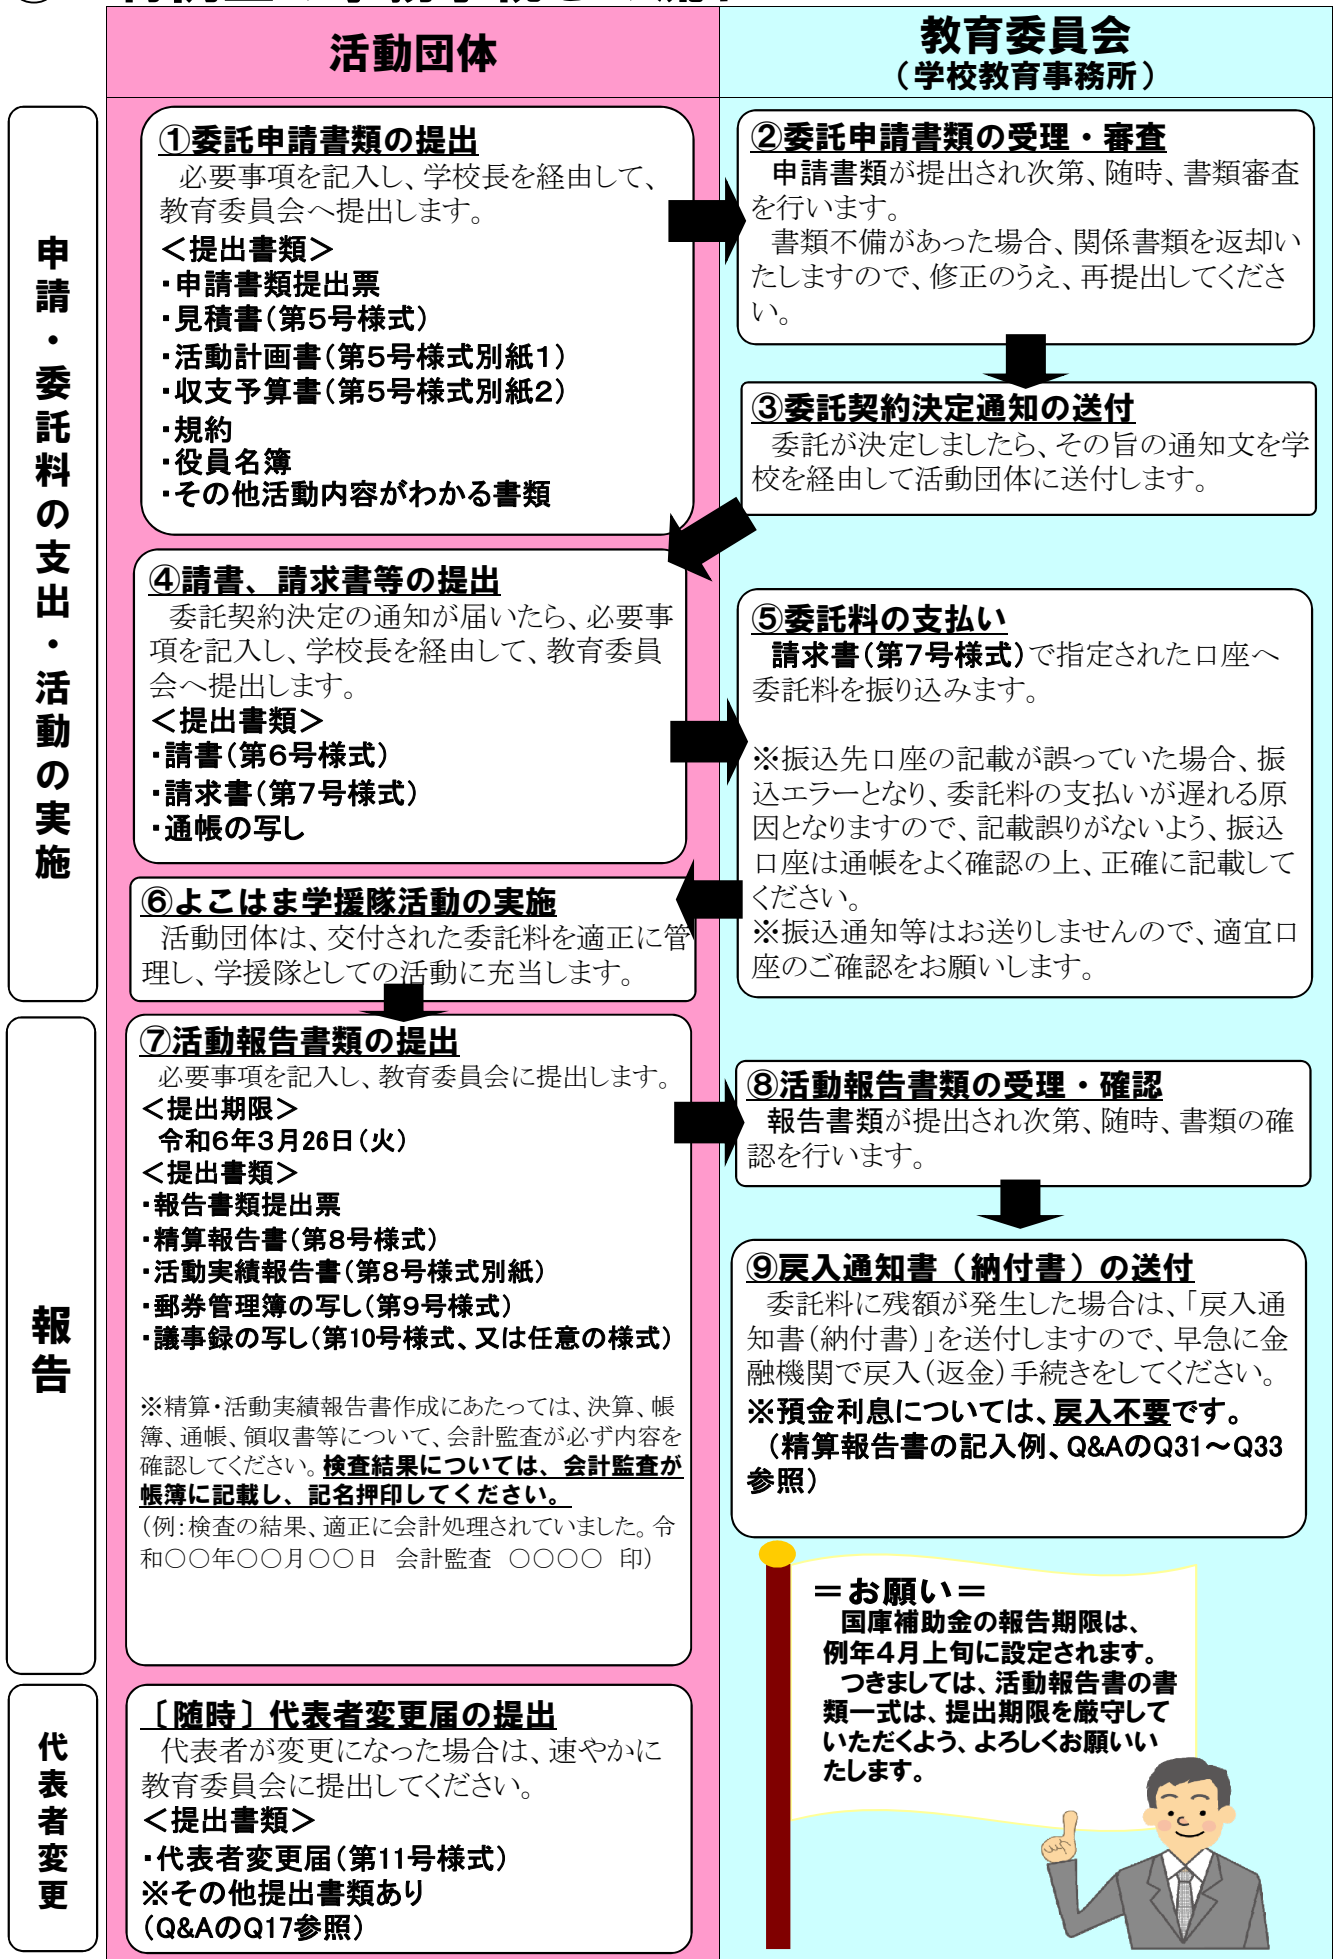 活動団体
教育委員会
（学校教育事務所）
申請・委託料の支出・活動の実施
①委託申請書類の提出
必要事項を記入し、学校長を経由して、
教育委員会へ提出します。
＜提出書類＞
・申請書類提出票
・見積書（第５号様式）
・活動計画書（第５号様式別紙１）
・収支予算書（第５号様式別紙２）
・規約
・役員名簿
・その他活動内容がわかる書類
②委託申請書類の受理・審査
申請書類が提出され次第、随時、書類審査
を行います。
書類不備があった場合、関係書類を返却い
たしますので、修正のうえ、再提出してくださ
い。
③委託契約決定通知の送付
委託が決定しましたら、その旨の通知文を学
校を経由して活動団体に送付します。
④請書、請求書等の提出
委託契約決定の通知が届いたら、必要事
項を記入し、学校長を経由して、教育委員
会へ提出します。
＜提出書類＞
・請書（第６号様式）
・請求書（第７号様式）
・通帳の写し
⑤委託料の支払い
請求書（第７号様式）で指定された口座へ
委託料を振り込みます。
※振込先口座の記載が誤っていた場合、振
込エラーとなり、委託料の支払いが遅れる原
因となりますので、記載誤りがないよう、振込
口座は通帳をよく確認の上、正確に記載して
ください。
※振込通知等はお送りしませんので、適宜口
座のご確認をお願いします。
⑥よこはま学援隊活動の実施
活動団体は、交付された委託料を適正に管
理し、学援隊としての活動に充当します。
報告
⑦活動報告書類の提出
必要事項を記入し、教育委員会に提出します。
＜提出期限＞
令和６年３月26日（火）
＜提出書類＞
・報告書類提出票
・精算報告書（第８号様式）
・活動実績報告書（第８号様式別紙）
・郵券管理簿の写し（第９号様式）
・議事録の写し（第10号様式、又は任意の様式）
※精算・活動実績報告書作成にあたっては、決算、帳
簿、通帳、領収書等について、会計監査が必ず内容を
確認してください。検査結果については、会計監査が
帳簿に記載し、記名押印してください。
（例：検査の結果、適正に会計処理されていました。令
和〇〇年〇〇月〇〇日　会計監査　〇〇〇〇　印）
⑧活動報告書類の受理・確認
報告書類が提出され次第、随時、書類の確
認を行います。
⑨戻入通知書（納付書）の送付
委託料に残額が発生した場合は、「戻入通
知書（納付書）」を送付しますので、早急に金
融機関で戻入（返金）手続きをしてください。
※預金利息については、戻入不要です。
（精算報告書の記入例、Q&AのQ31～Q33
参照）
＝お願い＝
国庫補助金の報告期限は、
例年４月上旬に設定されます。
つきましては、活動報告書の書
類一式は、提出期限を厳守して
いただくよう、よろしくお願いい
たします。
代表者変更
［随時］代表者変更届の提出
代表者が変更になった場合は、速やかに
教育委員会に提出してください。
＜提出書類＞
・代表者変更届（第11号様式）
※その他提出書類あり
（Q&AのQ17参照）